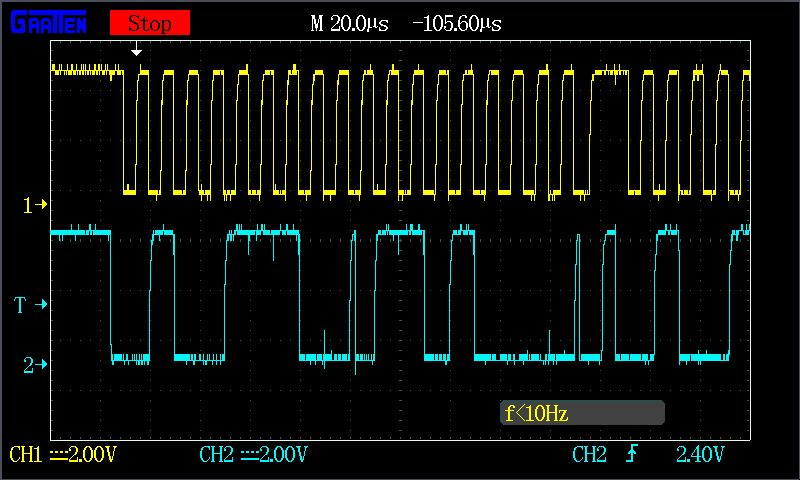 GRATTEN Stop M 20.0μs -105.60μs
1
T
2
f<10Hz
CH1 2.00V CH2 2.00V CH2 2.40V